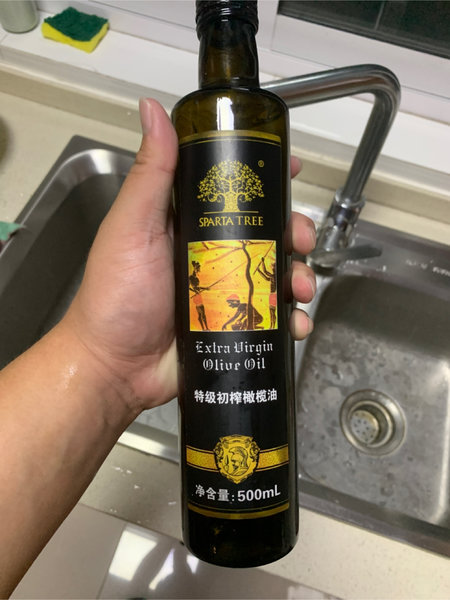 ®
SPARTA TREE
Extra Virgin
Olive Oil
特级初榨橄榄油
净含量:500mL